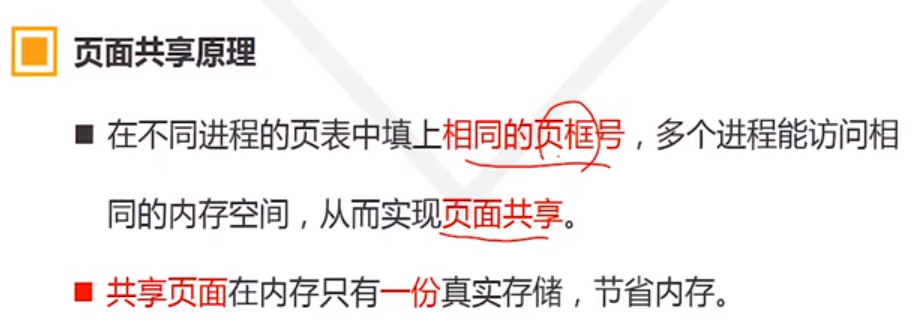 页面共享原理
在不同进程的页表中填上相同的页框号，多个进程能访问相
同的内存空间，从而实现页面共享。
共享页面在内存只有一份真实存储，节省内存。